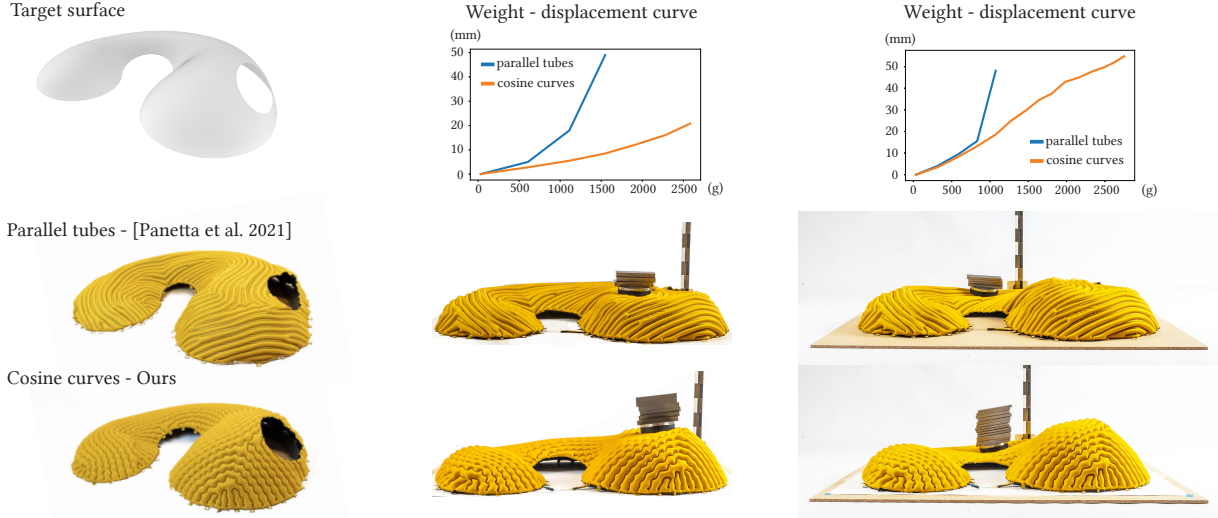 Target surface
Weight - displacement curve
(mm)
50
40
30
20
10
0
parallel tubes
cosine curves
0 500 1000 1500 2000 2500 (g)
Weight - displacement curve
(mm)
50
40
30
20
10
0
parallel tubes
cosine curves
0 500 1000 1500 2000 2500 (g)
Parallel tubes - [Panetta et al. 2021]
Cosine curves - Ours